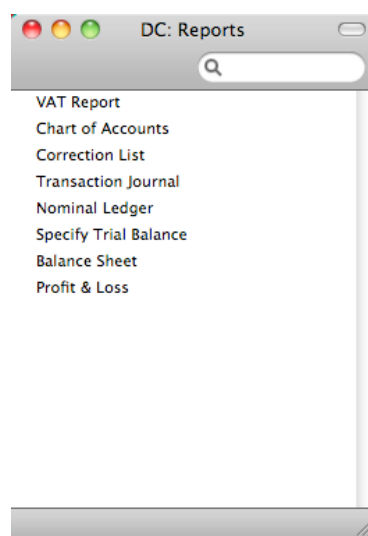 DC: Reports
VAT Report
Chart of Accounts
Correction List
Transaction Journal
Nominal Ledger
Specify Trial Balance
Balance Sheet
Profit & Loss